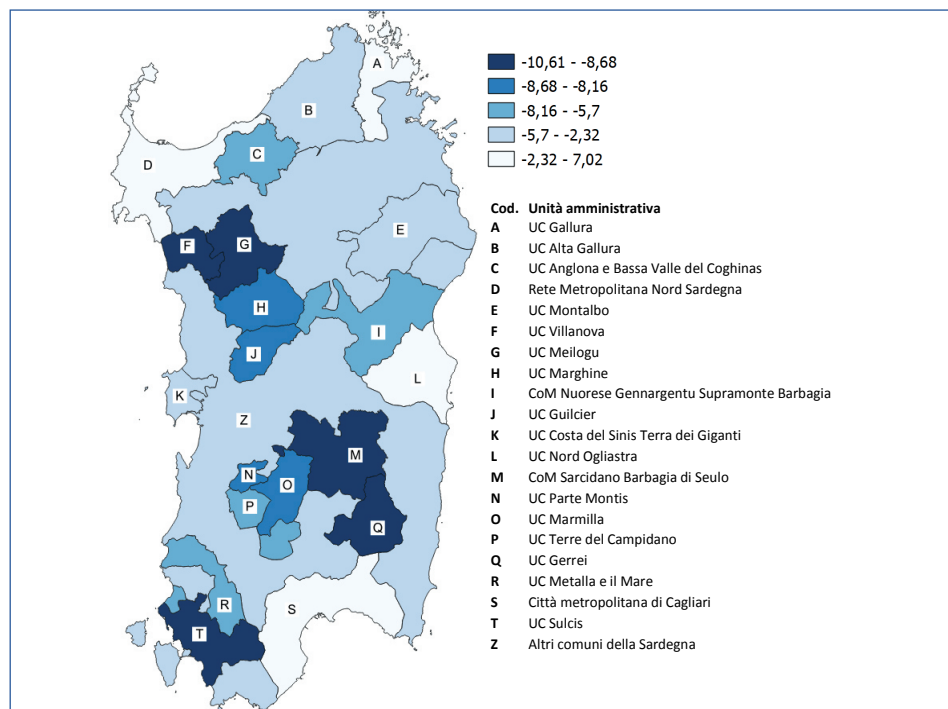 -10,61 - -8,68
-8,68 - -8,16
-8,16 - -5,7
-5,7 - -2,32
-2,32 - 7,02
A
B
C
D
E
F
G
H
I
J
K
L
Z
M
N
O
P
Q
R
S
T
Cod. Unità amministrativa
A UC Gallura
B UC Alta Gallura
C UC Anglona e Bassa Valle del Coghinas
D Rete Metropolitana Nord Sardegna
E UC Montalbo
F UC Villanova
G UC Meilogu
H UC Marghine
I CoM Nuorese Gennargentu Supramonte Barbagia
J UC Guilcier
K UC Costa del Sinis Terra dei Giganti
L UC Nord Ogliastra
M CoM Sarcidano Barbagia di Seulo
N UC Parte Montis
O UC Marmilla
P UC Terre del Campidano
Q UC Gerrei
R UC Metalla e il Mare
S Città metropolitana di Cagliari
T UC Sulcis
Z Altri comuni della Sardegna